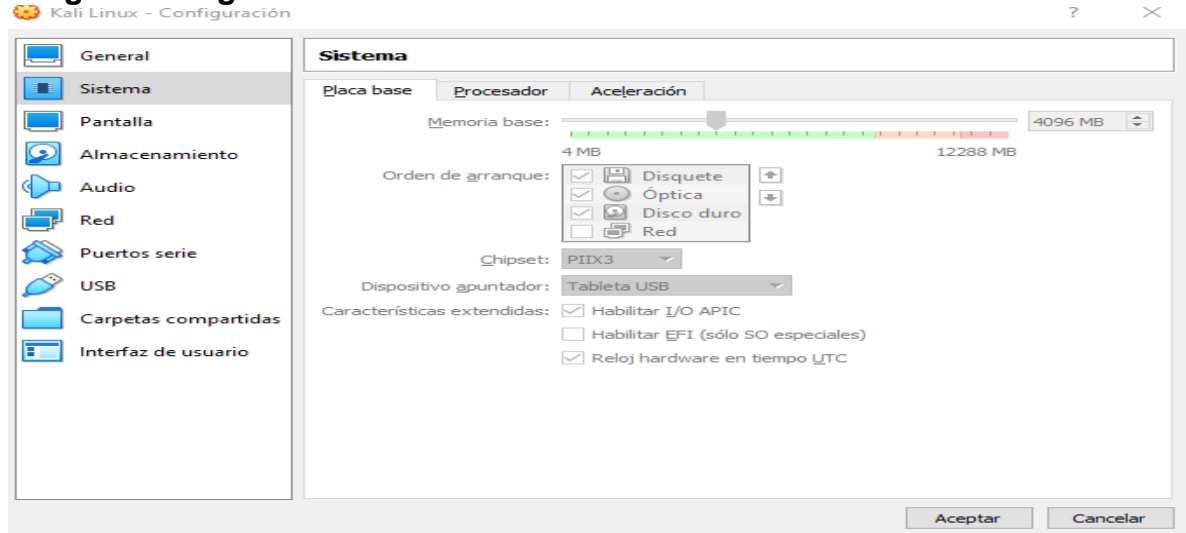 Kali Linux - Configuración
?
General
Sistema
Pantalla
Almacenamiento
Audio
Red
Puertos serie
USB
Carpetas compartidas
Interfaz de usuario
Sistema
Placa base Procesador Aceleración
Memoria base: 4096 MB
4 MB 12288 MB
Orden de arranque: Disquete
Óptica
Disco duro
Red
Chipset: PIIX3
Dispositivo apuntador: Tableta USB
Características extendidas: Habilitar I/O APIC
Habilitar EFI (sólo SO especiales)
Reloj hardware en tiempo UTC
Aceptar Cancelar